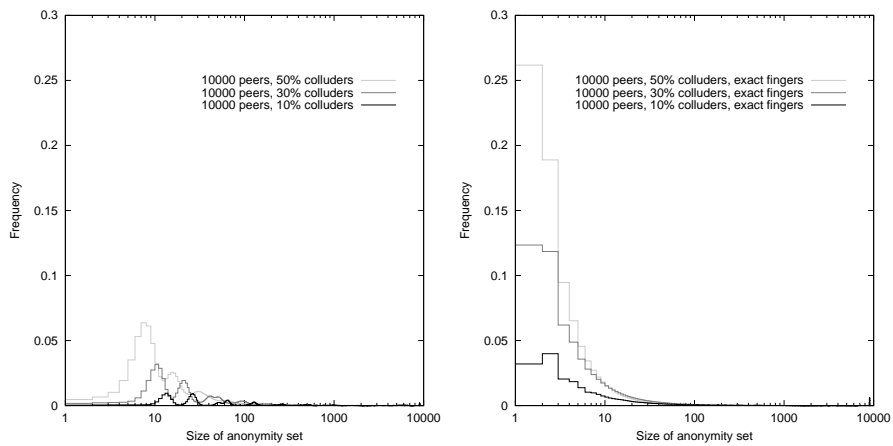 0.3
0.25
0.2
0.15
0.1
0.05
0
Frequency
10000 peers, 50% colluders
10000 peers, 30% colluders
10000 peers, 10% colluders
1 10 100 1000 10000
Size of anonymity set
0.3
0.25
0.2
0.15
0.1
0.05
0
Frequency
10000 peers, 50% colluders, exact fingers
10000 peers, 30% colluders, exact fingers
10000 peers, 10% colluders, exact fingers
1 10 100 1000 10000
Size of anonymity set